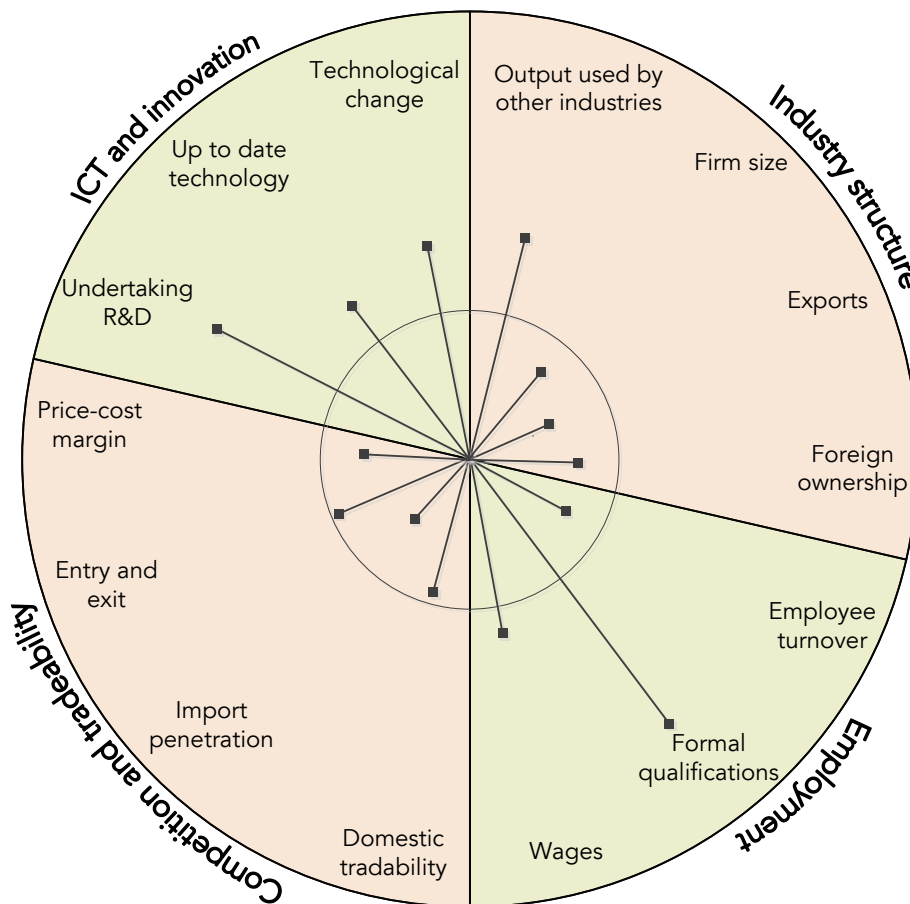 ICT and innovation
Technological
change
Up to date
technology
Undertaking
R&D
Industry structure
Output used by
other industries
Firm size
Exports
Foreign
ownership
Employment
Employee
turnover
Formal
qualifications
Wages
Competition and tradeability
Price-cost
margin
Entry and
exit
Import
penetration
Domestic
tradability